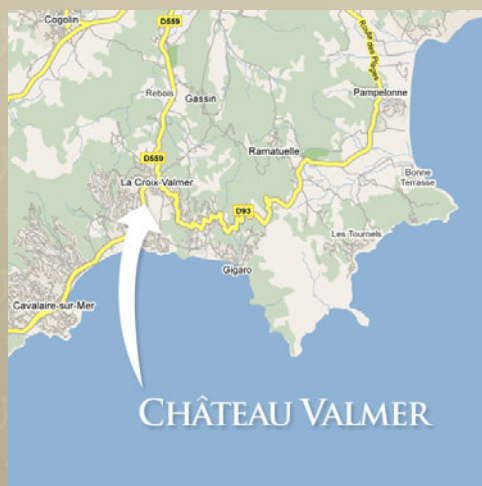 Cogolin
D559
Route des Plages
Rebois
Gassin
Pampelonne
D559
Ramatuelle
La Croix-Valmer
Bonne
Terrasse
D93
Les Tournels
Gigaro
Cavalaire-sur-Mer
CHÂTEAU VALMER